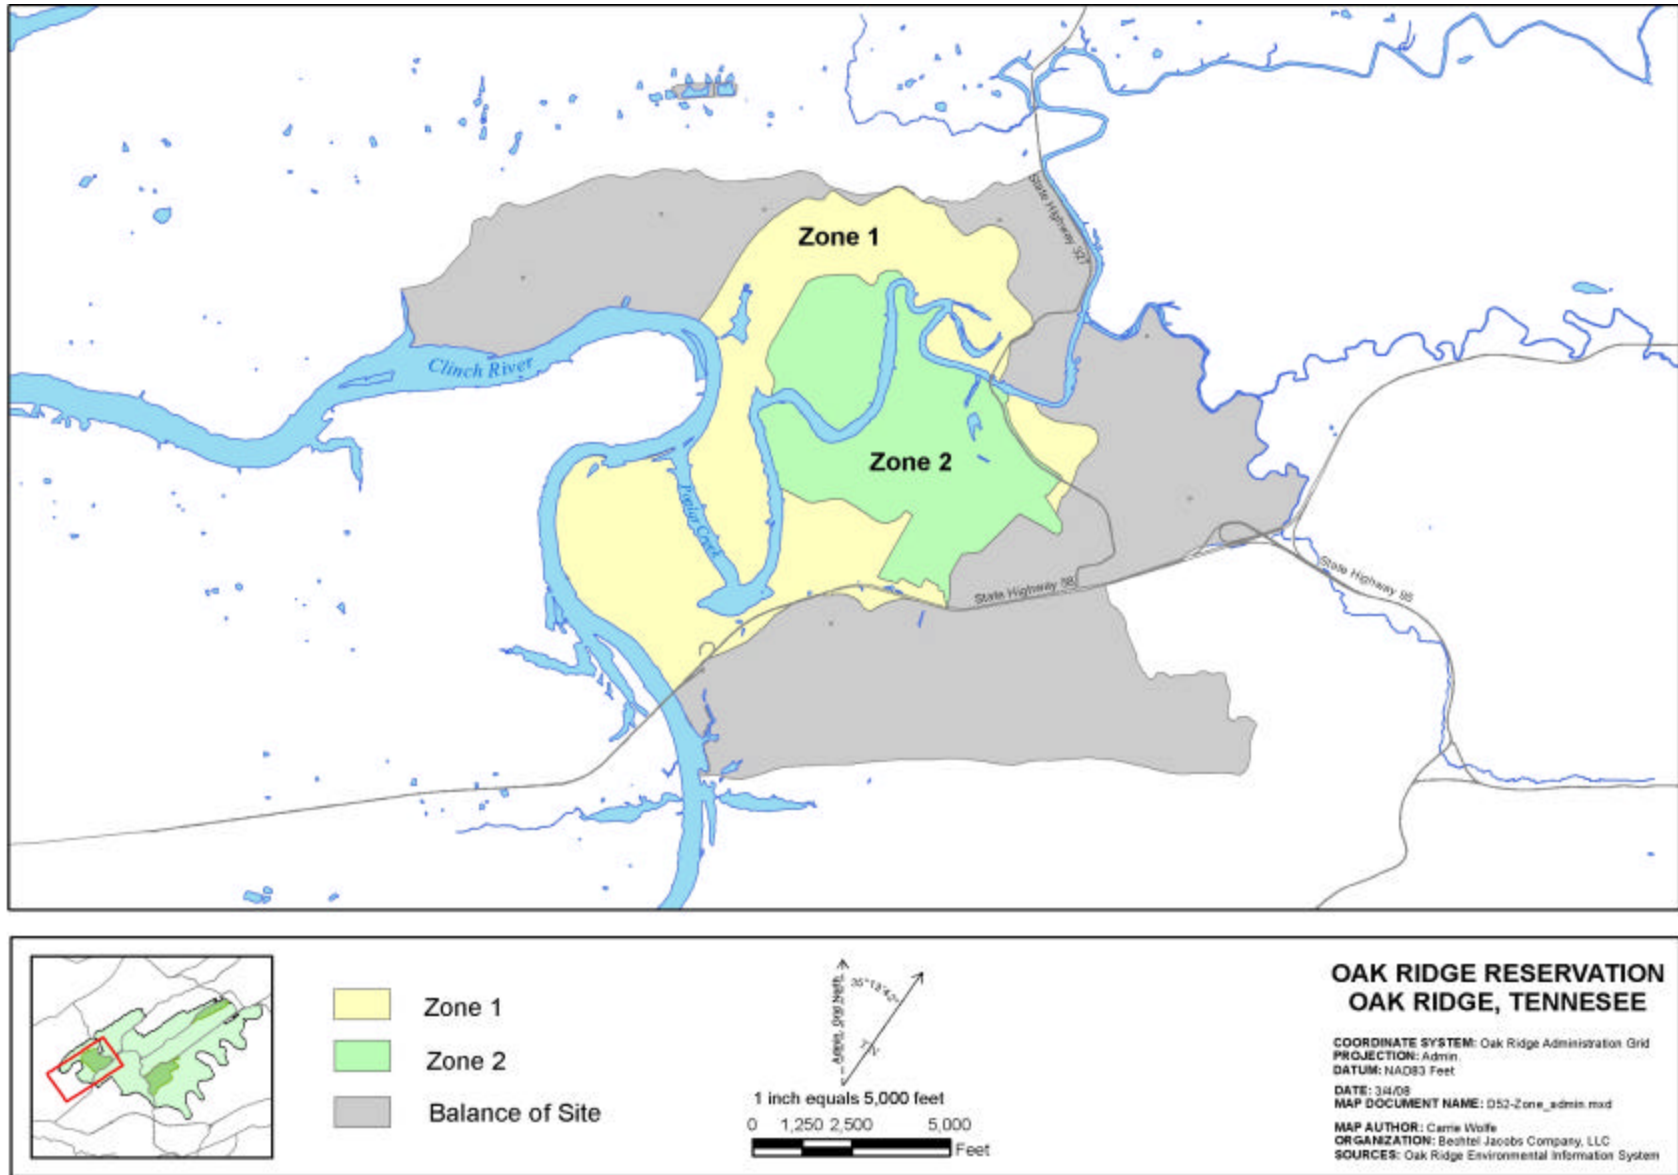 State Highway 327
Zone 1
Clinch River
Zone 2
Poplar Creek
State Highway 58
State Highway 95
Zone 1
Zone 2
Balance of Site
Admin. Grid North
TN
1 inch equals 5,000 feet
0 1,250 2,500 5,000
Feet
OAK RIDGE RESERVATION
OAK RIDGE, TENNESEE
COORDINATE SYSTEM: Oak Ridge Administration Grid
PROJECTION: Admin.
DATUM: NAD83 Feet
DATE: 3/4/08
MAP DOCUMENT NAME: D52-Zone_admin.mxd
MAP AUTHOR: Carrie Wolfe
ORGANIZATION: Bechtel Jacobs Company, LLC
SOURCES: Oak Ridge Environmental Information System